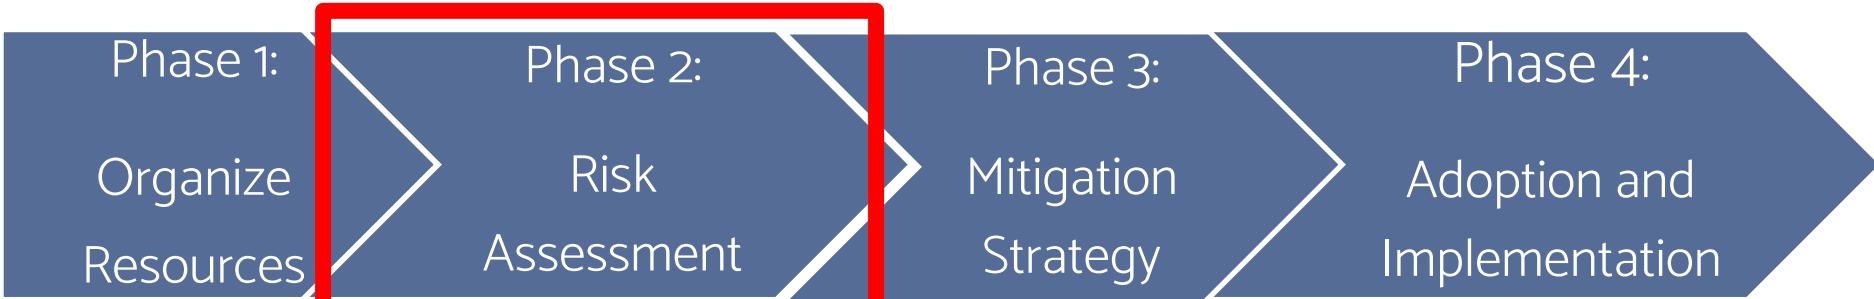 Phase 1:
Organize
Resources
Phase 2:
Risk
Assessment
Phase 3:
Mitigation
Strategy
Phase 4:
Adoption and
Implementation